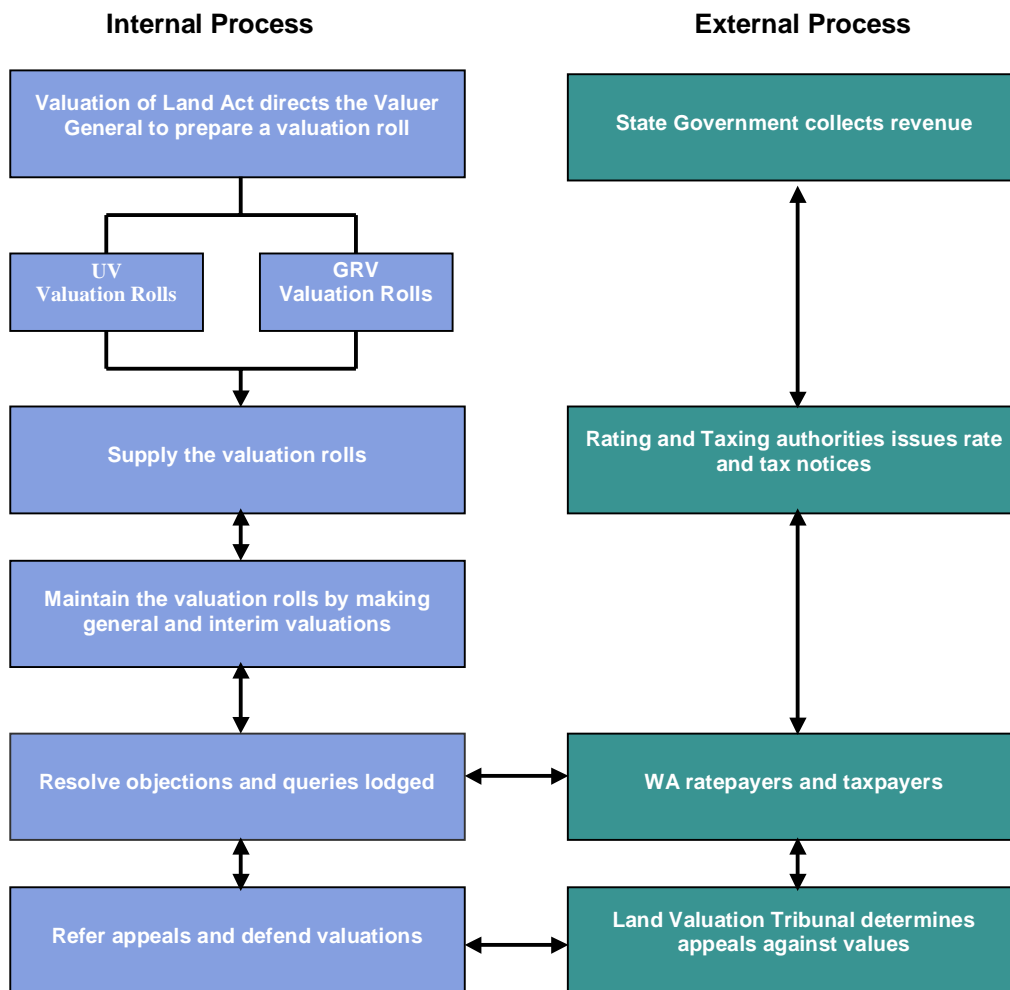 Internal Process
External Process
Valuation of Land Act directs the Valuer
General to prepare a valuation roll
State Government collects revenue
UV
Valuation Rolls
GRV
Valuation Rolls
Supply the valuation rolls
Rating and Taxing authorities issues rate
and tax notices
Maintain the valuation rolls by making
general and interim valuations
Resolve objections and queries lodged
WA ratepayers and taxpayers
Refer appeals and defend valuations
Land Valuation Tribunal determines
appeals against values